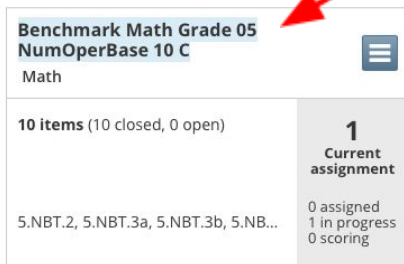 Benchmark Math Grade 05
NumOperBase 10 C
Math
10 items (10 closed, 0 open)
1
Current
assignment
5.NBT.2, 5.NBT.3a, 5.NBT.3b, 5.NB...
0 assigned
1 in progress
0 scoring